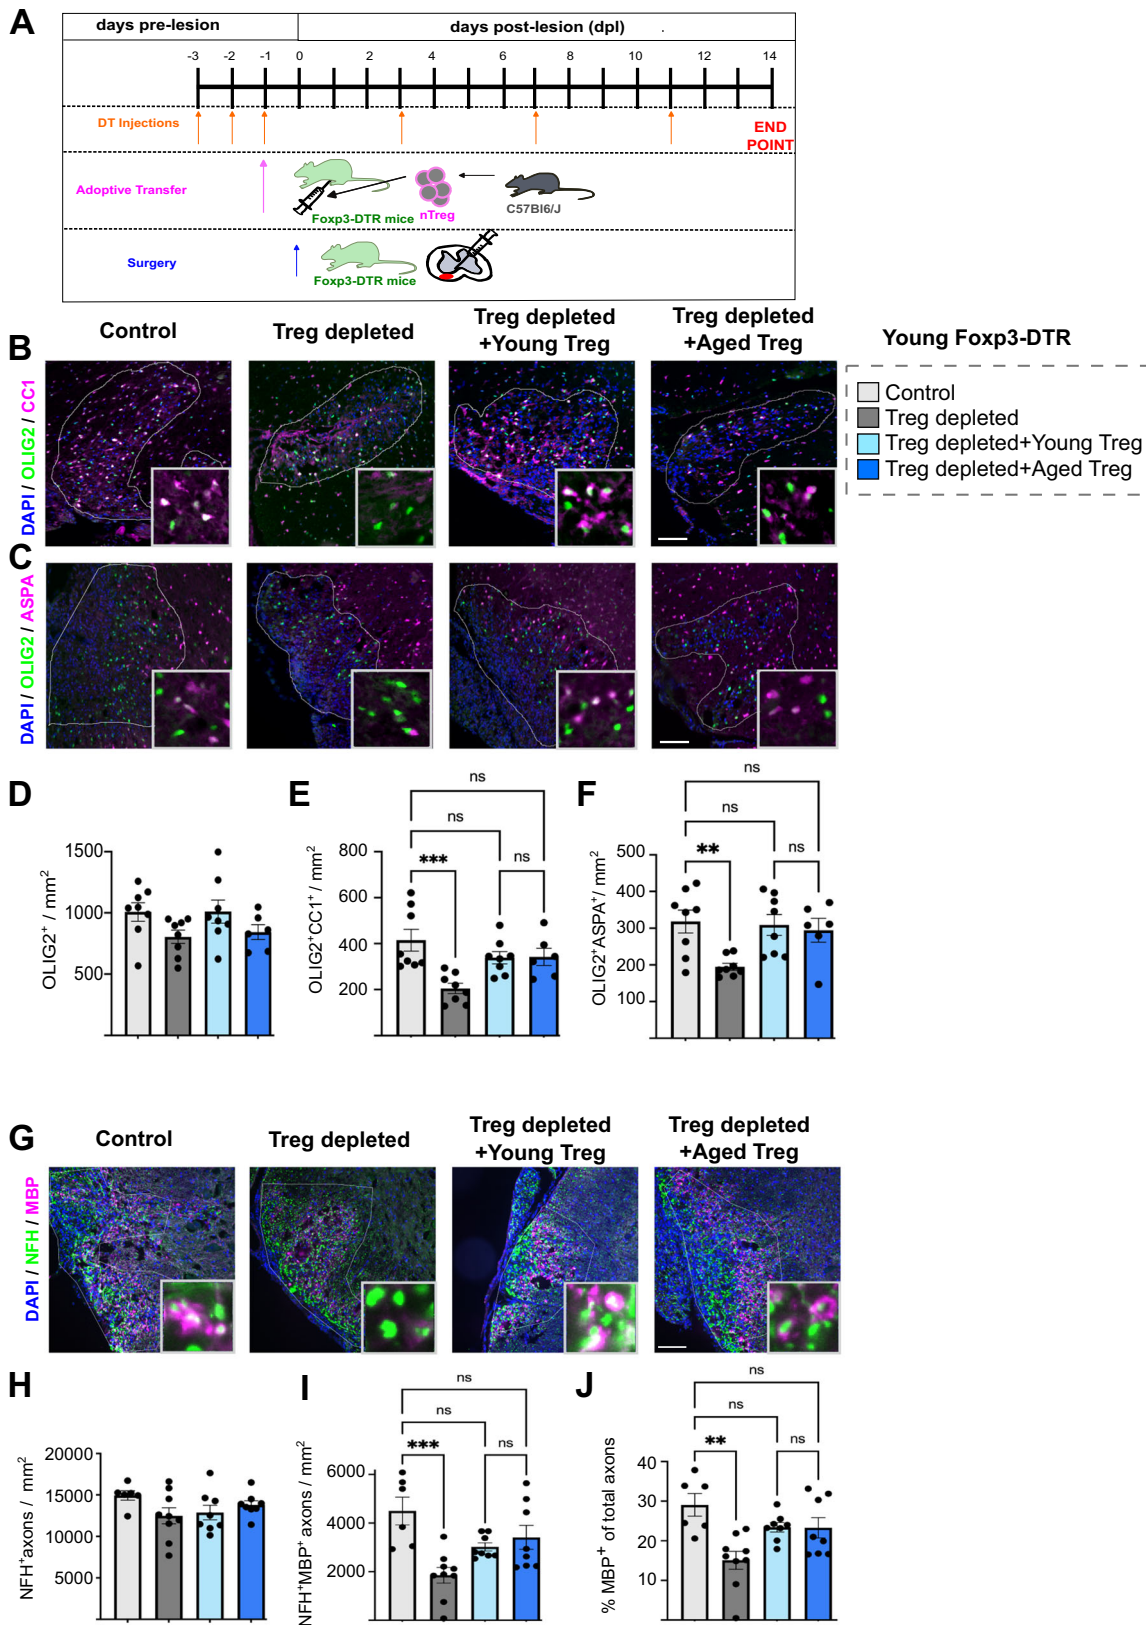 A
days pre-lesion
days post-lesion (dpl)
-3 -2 -1 0 2 4 6 8 10 12 14
DT Injections
END
POINT
Adoptive Transfer
Foxp3-DTR mice
nTreg
C57Bl6/J
Surgery
Foxp3-DTR mice
B
Control
Treg depleted
Treg depleted
+Young Treg
Treg depleted
+Aged Treg
DAPI / OLIG2 / CC1
Young Foxp3-DTR
Control
Treg depleted
Treg depleted+Young Treg
Treg depleted+Aged Treg
C
DAPI / OLIG2 / ASPA
D
OLIG2⁺ / mm²
1500
1000
500
E
OLIG2⁺CC1⁺ / mm²
800
600
400
200
ns
ns
***
ns
F
OLIG2⁺ASPA⁺/ mm²
500
400
300
200
100
ns
ns
**
ns
G
Control
Treg depleted
Treg depleted
+Young Treg
Treg depleted
+Aged Treg
DAPI / NFH / MBP
H
NFH⁺axons / mm²
20000
15000
10000
5000
I
NFH⁺MBP⁺ axons / mm²
6000
4000
2000
ns
ns
***
ns
J
% MBP⁺ of total axons
40
30
20
10
ns
ns
**
ns